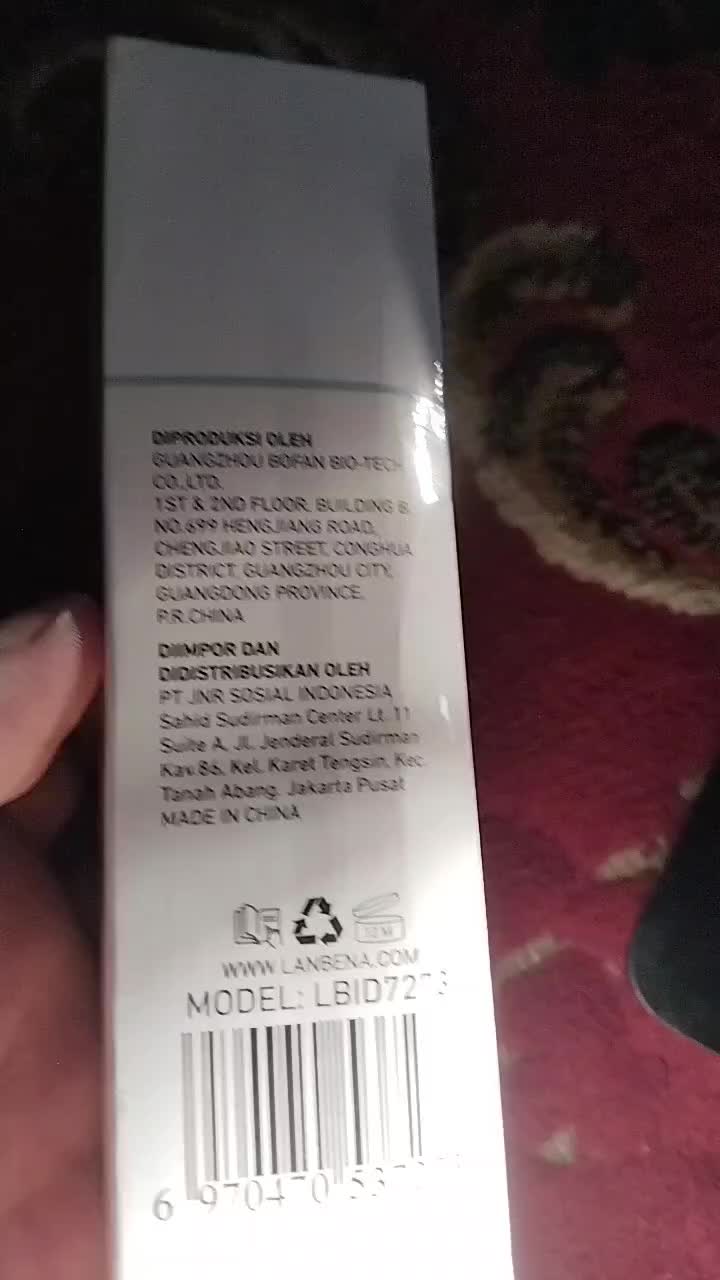 DIPRODUKSI OLEH
GUANGZHOU BOFAN BIO-TECH
CO.,LTD.
1ST & 2ND FLOOR, BUILDING B,
NO.699 HENGJIANG ROAD,
CHENGJIAO STREET, CONGHUA
DISTRICT, GUANGZHOU CITY,
GUANGDONG PROVINCE,
P.R.CHINA
DIIMPOR DAN
DIDISTRIBUSIKAN OLEH
PT JNR SOSIAL INDONESIA
Sahid Sudirman Center Lt. 11
Suite A, Jl. Jenderal Sudirman
Kav.86, Kel. Karet Tengsin, Kec.
Tanah Abang, Jakarta Pusat
MADE IN CHINA
WWW.LANBENA.COM
MODEL:
6 970470